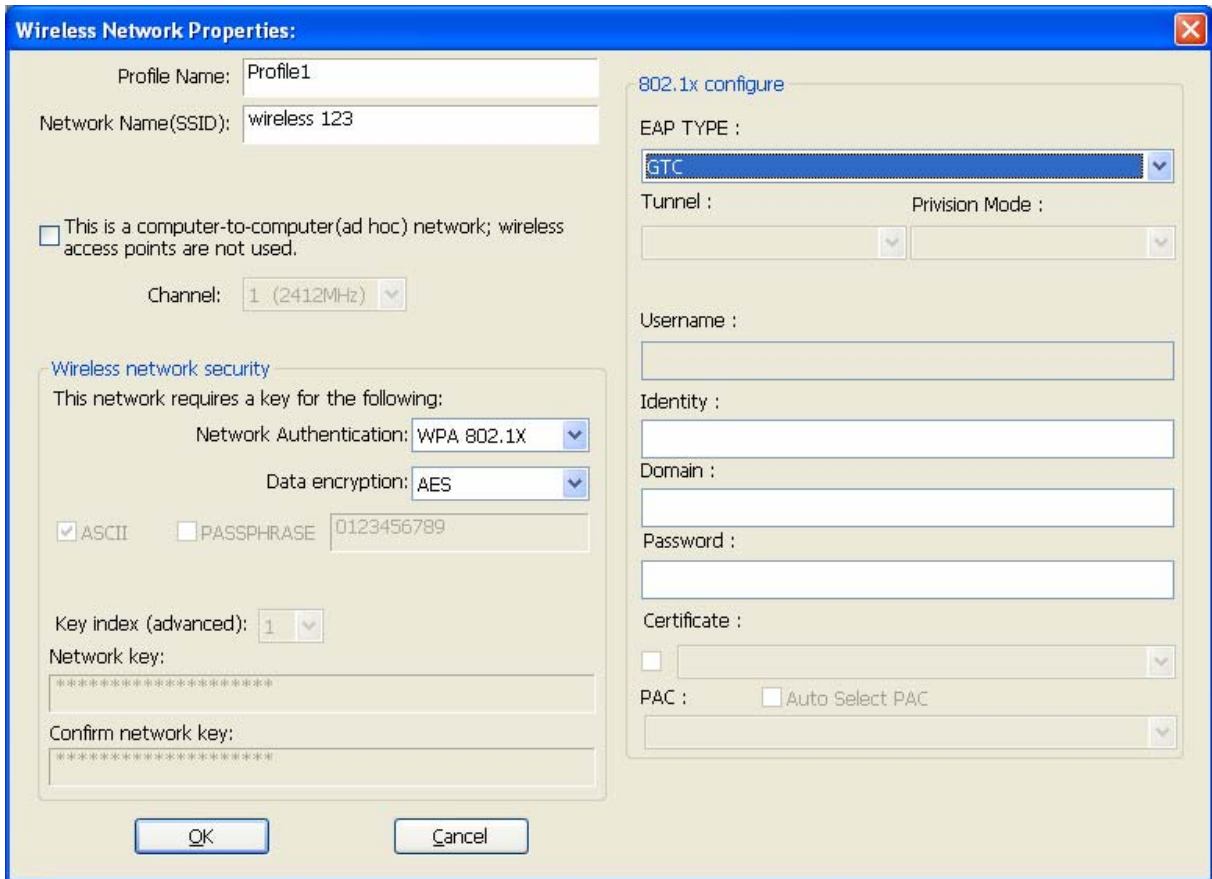 Wireless Network Properties:
Profile Name: Profile1
Network Name(SSID): wireless 123
This is a computer-to-computer(ad hoc) network; wireless
access points are not used.
Channel: 1 (2412MHz)
Wireless network security
This network requires a key for the following:
Network Authentication: WPA 802.1X
Data encryption: AES
ASCII PASSPHRASE 0123456789
Key index (advanced): 1
Network key:
********************
Confirm network key:
********************
OK Cancel
802.1x configure
EAP TYPE :
GTC
Tunnel : Privision Mode :
Username :
Identity :
Domain :
Password :
Certificate :
PAC : Auto Select PAC